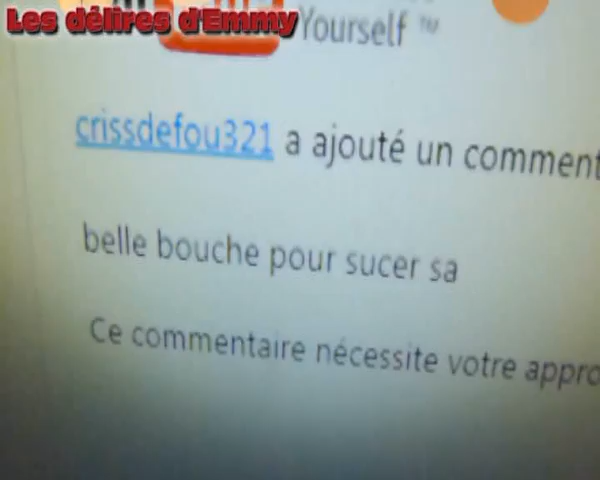 Les délires d'Emmy
Yourself ™
crissdefou321 a ajouté un comment
belle bouche pour sucer sa
Ce commentaire nécessite votre appro